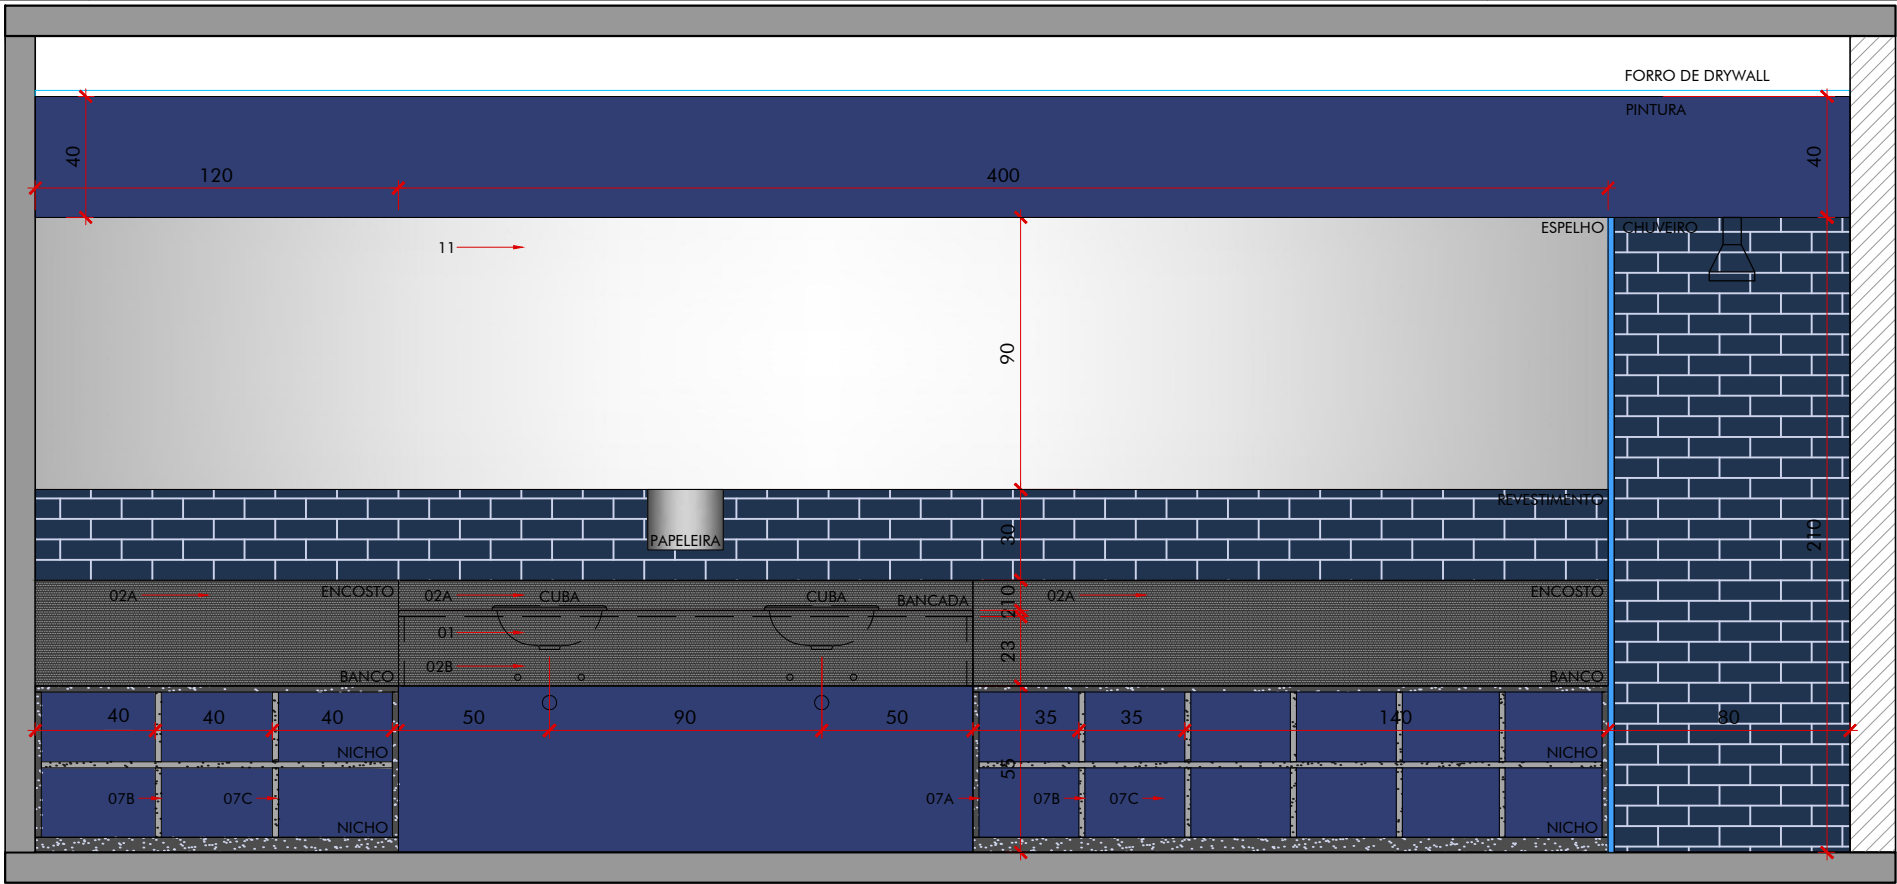 FORRO DE DRYWALL
PINTURA
40
40
120
400
ESPELHO
CHUVEIRO
11
90
REVESTIMENTO
30
210
PAPELEIRA
02A
ENCOSTO
02A
CUBA
CUBA
BANCADA
10
2
02A
ENCOSTO
01
23
02B
BANCO
BANCO
40
40
40
50
90
50
35
35
140
80
NICHO
NICHO
55
07B
07C
07A
07B
07C
NICHO
NICHO